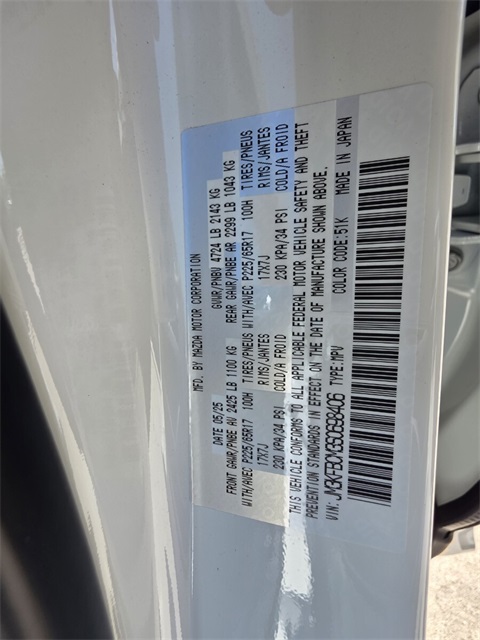 MFD. BY MAZDA MOTOR CORPORATION
DATE 05/25 GVWR/PNBV 4724 LB 2143 KG
FRONT GAWR/PNBE AV 2425 LB 1100 KG REAR GAWR/PNBE AR 2299 LB 1043 KG
WITH/AVEC P225/65R17 100H TIRES/PNEUS WITH/AVEC P225/65R17 100H TIRES/PNEUS
17X7J RIMS/JANTES 17X7J RIMS/JANTES
230 KPA/34 PSI COLD/A FROID 230 KPA/34 PSI COLD/A FROID
THIS VEHICLE CONFORMS TO ALL APPLICABLE FEDERAL MOTOR VEHICLE SAFETY AND THEFT
PREVENTION STANDARDS IN EFFECT ON THE DATE OF MANUFACTURE SHOWN ABOVE.
VIN: JM3KFBCM1S0698406 TYPE:MPV COLOR CODE:51K MADE IN JAPAN